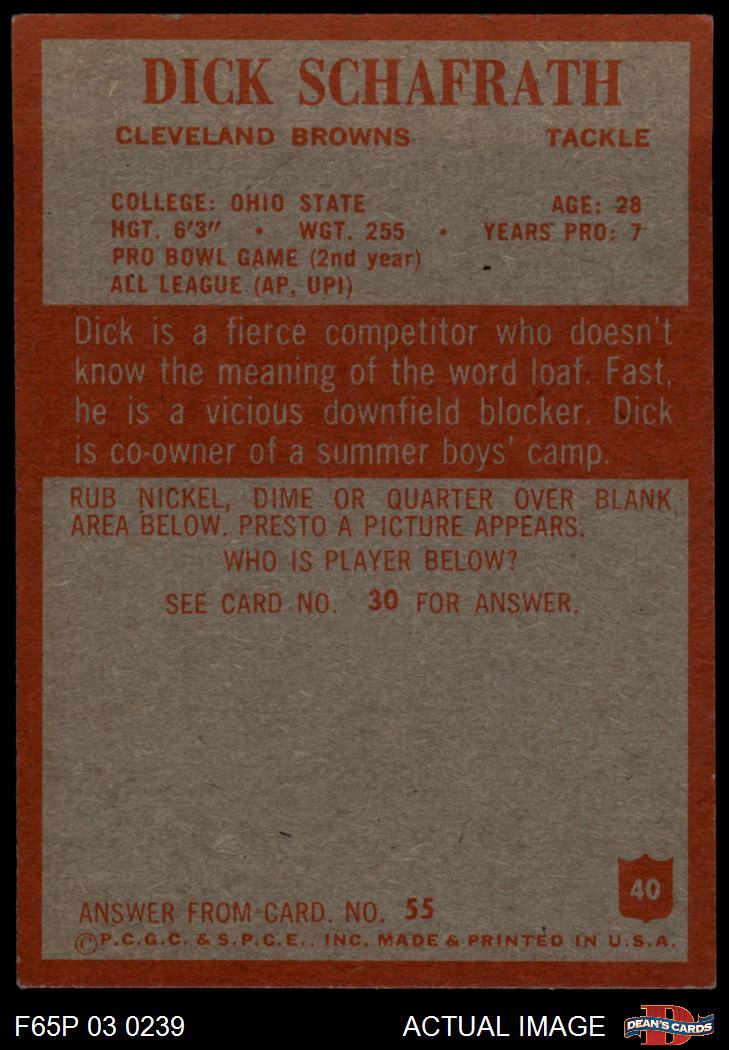 DICK SCHAFRATH
CLEVELAND BROWNS TACKLE
COLLEGE: OHIO STATE AGE: 28
HGT. 6'3" • WGT. 255 • YEARS PRO: 7
PRO BOWL GAME (2nd year)
ALL LEAGUE (AP, UPI)
Dick is a fierce competitor who doesn't
know the meaning of the word loaf. Fast,
he is a vicious downfield blocker. Dick
is co-owner of a summer boys' camp.
RUB NICKEL, DIME OR QUARTER OVER BLANK
AREA BELOW. PRESTO A PICTURE APPEARS.
WHO IS PLAYER BELOW?
SEE CARD NO. 30 FOR ANSWER.
40
ANSWER FROM CARD. NO. 55
©P.C.G.C. & S.P.C.E., INC. MADE & PRINTED IN U.S.A.
F65P 03 0239 ACTUAL IMAGE
D
DEAN'S CARDS